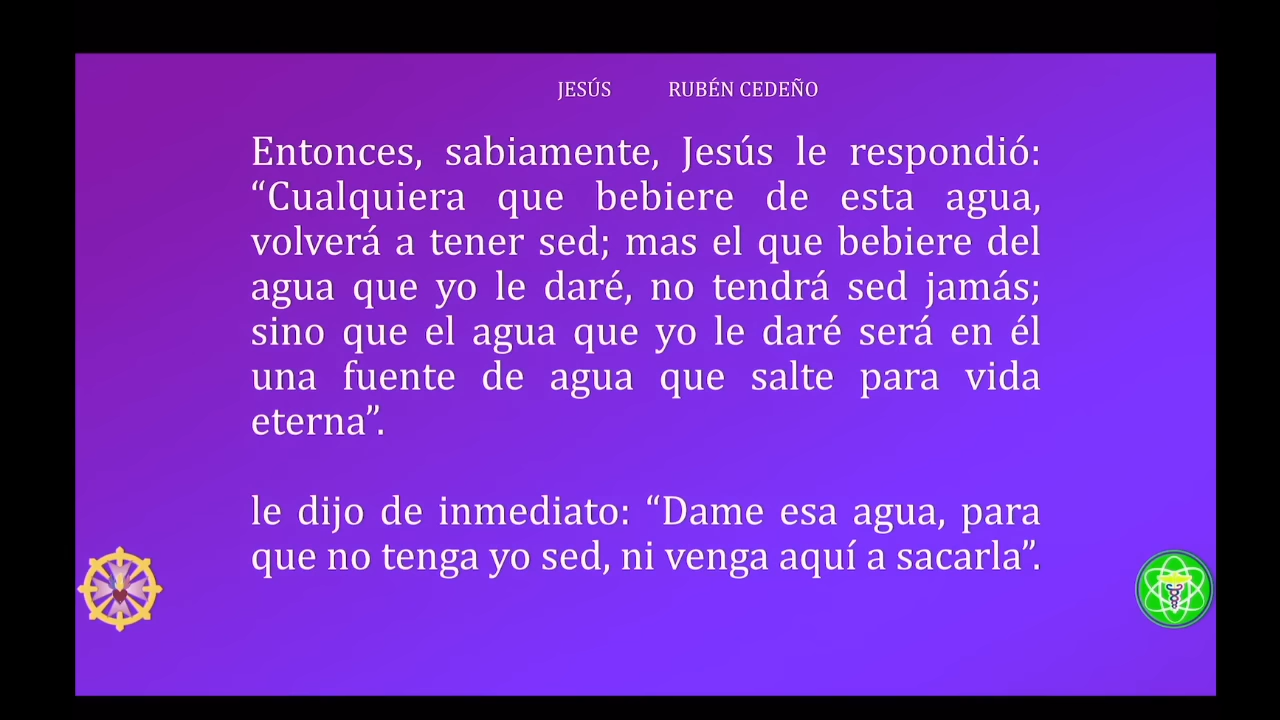 JESÚS RUBÉN CEDEÑO
Entonces, sabiamente, Jesús le respondió:
“Cualquiera que bebiere de esta agua,
volverá a tener sed; mas el que bebiere del
agua que yo le daré, no tendrá sed jamás;
sino que el agua que yo le daré será en él
una fuente de agua que salte para vida
eterna”.
le dijo de inmediato: “Dame esa agua, para
que no tenga yo sed, ni venga aquí a sacarla”.